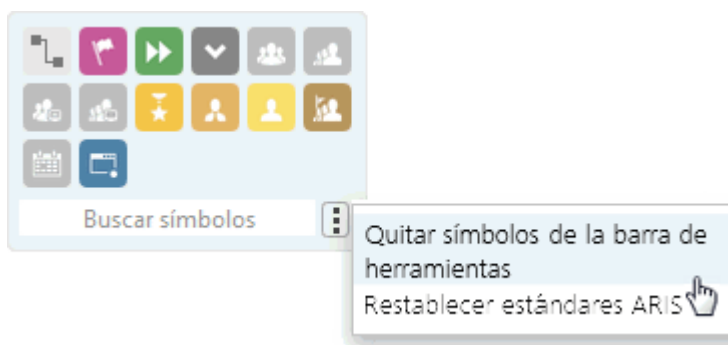 Buscar símbolos
Quitar símbolos de la barra de
herramientas
Restablecer estándares ARIS